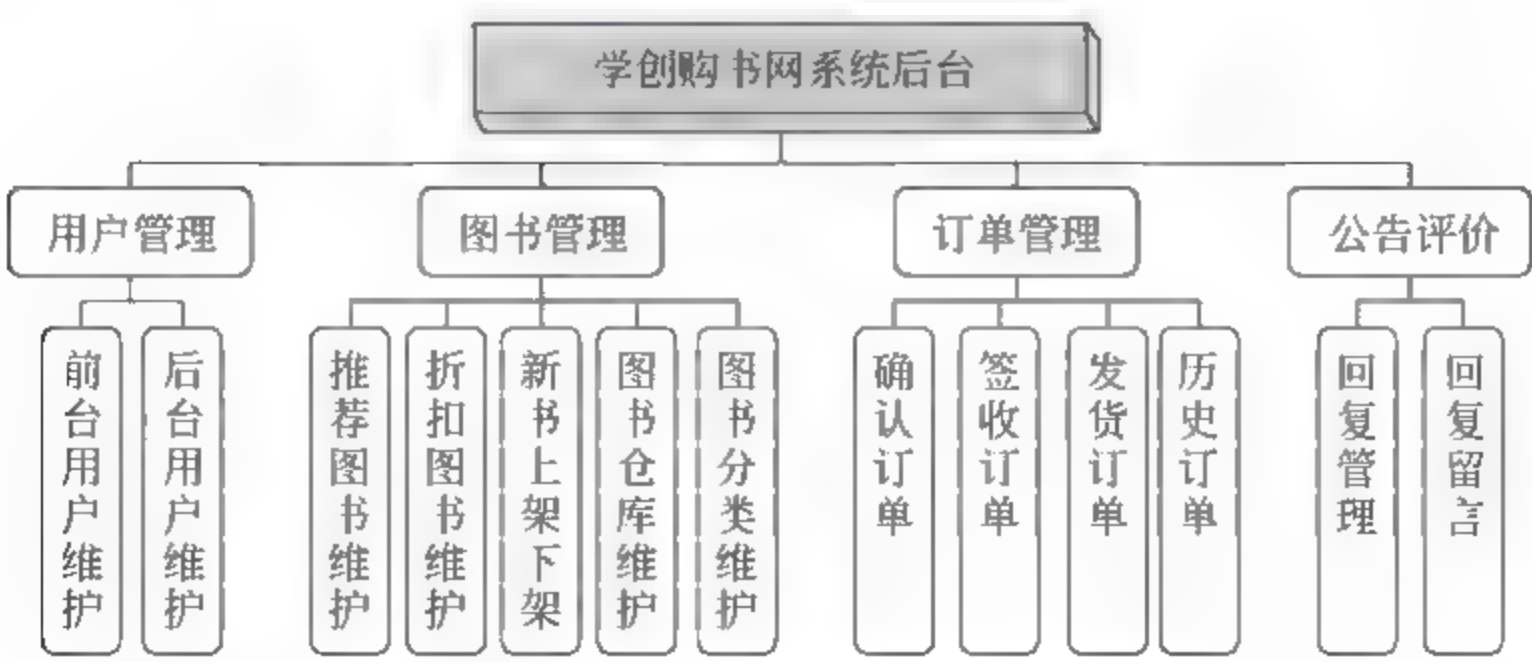 学创购书网系统后台
用户管理
图书管理
订单管理
公告评价
前台用户维护
后台用户维护
推荐图书维护
折扣图书维护
新书上架下架
图书仓库维护
图书分类维护
确认订单
签收订单
发货订单
历史订单
回复管理
回复留言